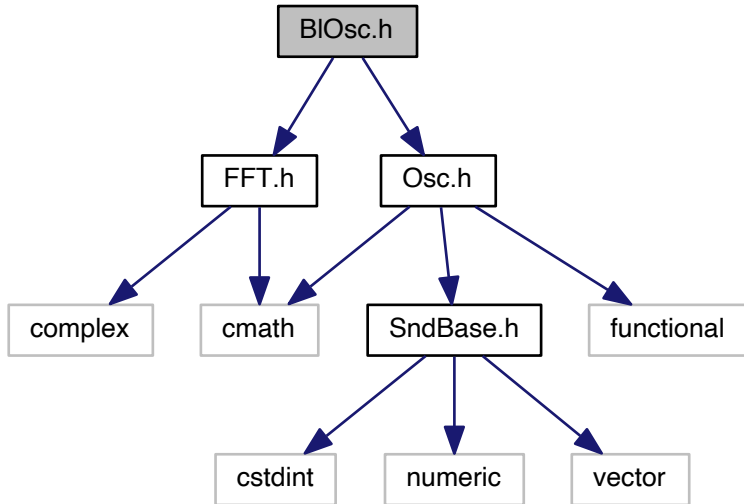 BlOsc.h
FFT.h
Osc.h
complex
cmath
SndBase.h
functional
cstdint
numeric
vector